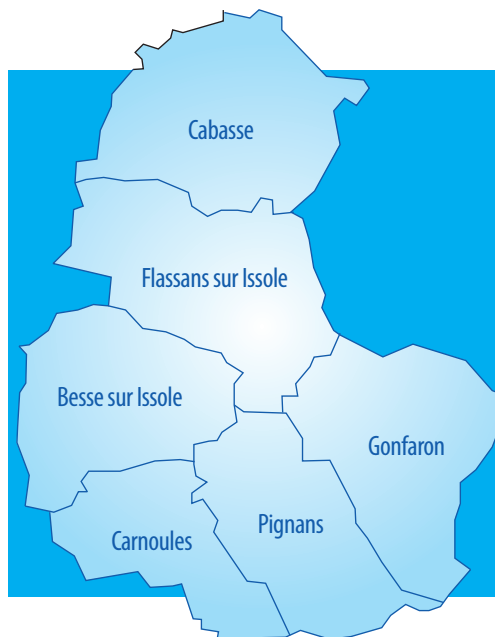 Cabasse
Flassans sur Issole
Besse sur Issole
Gonfaron
Pignans
Carnoules